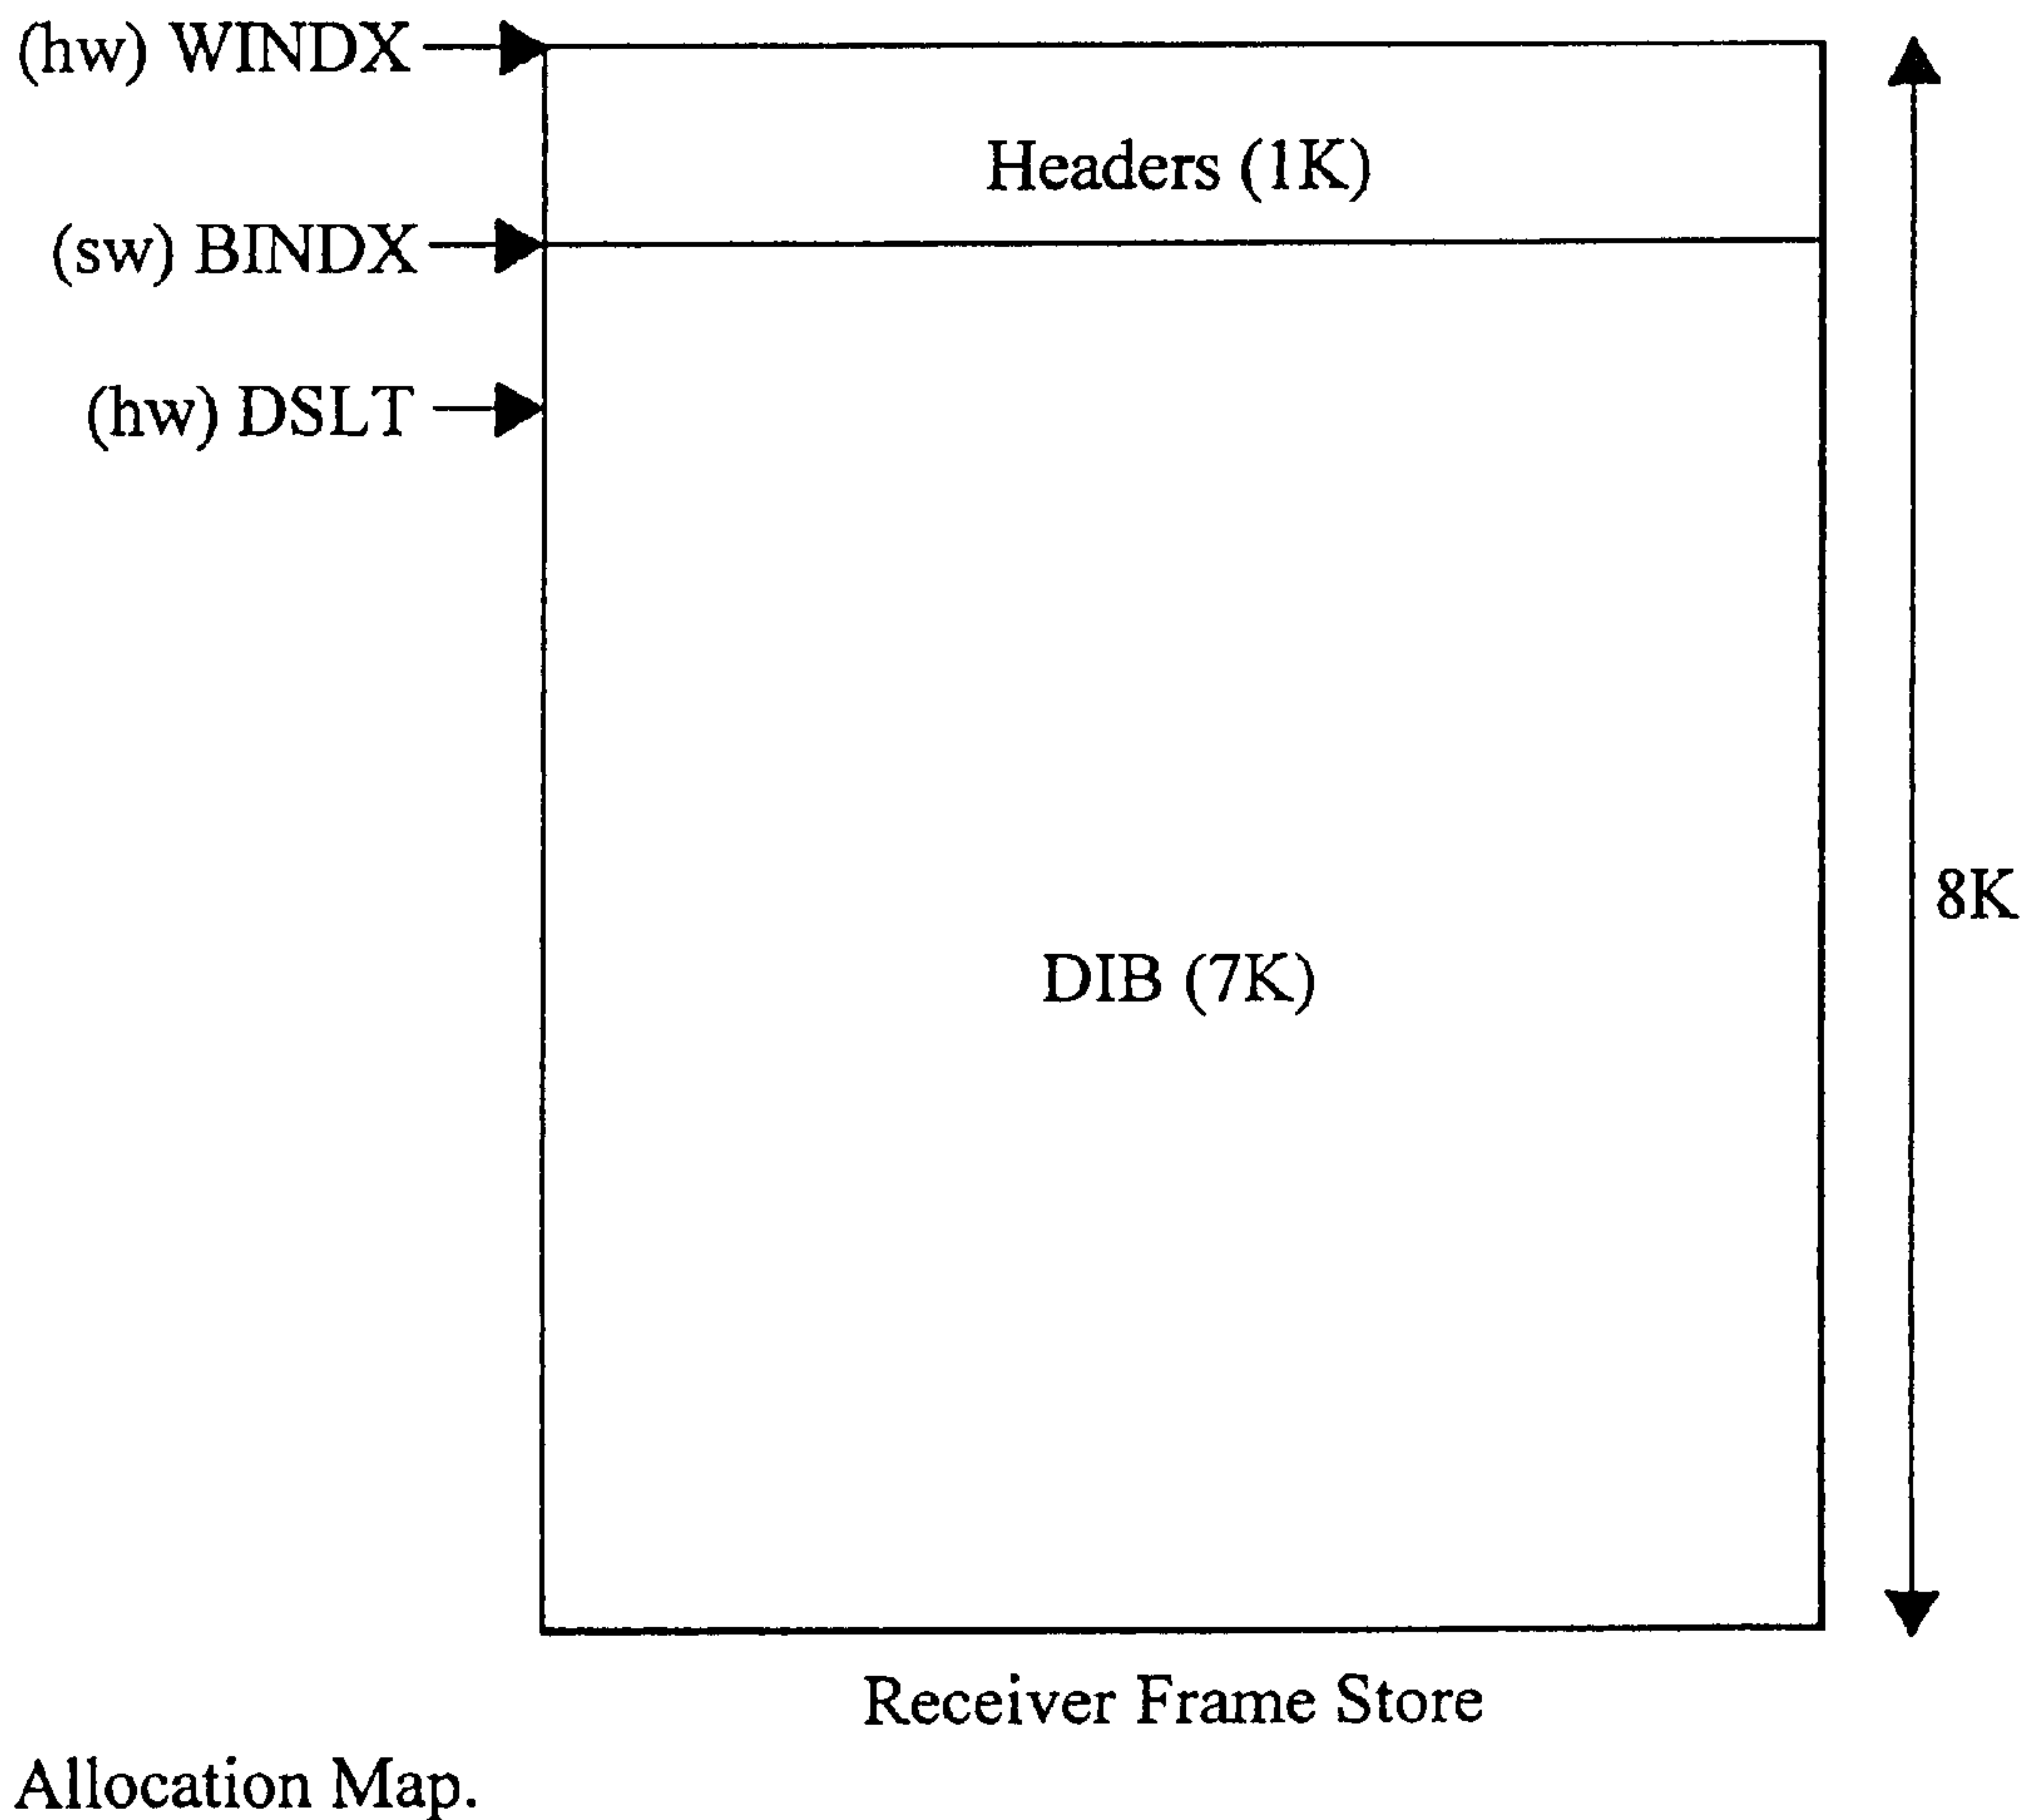 (hw) WINDX
Headers (1K)
(sw) BINDX
(hw) DSLT
8K
DIB (7K)
Receiver Frame Store
Allocation Map.